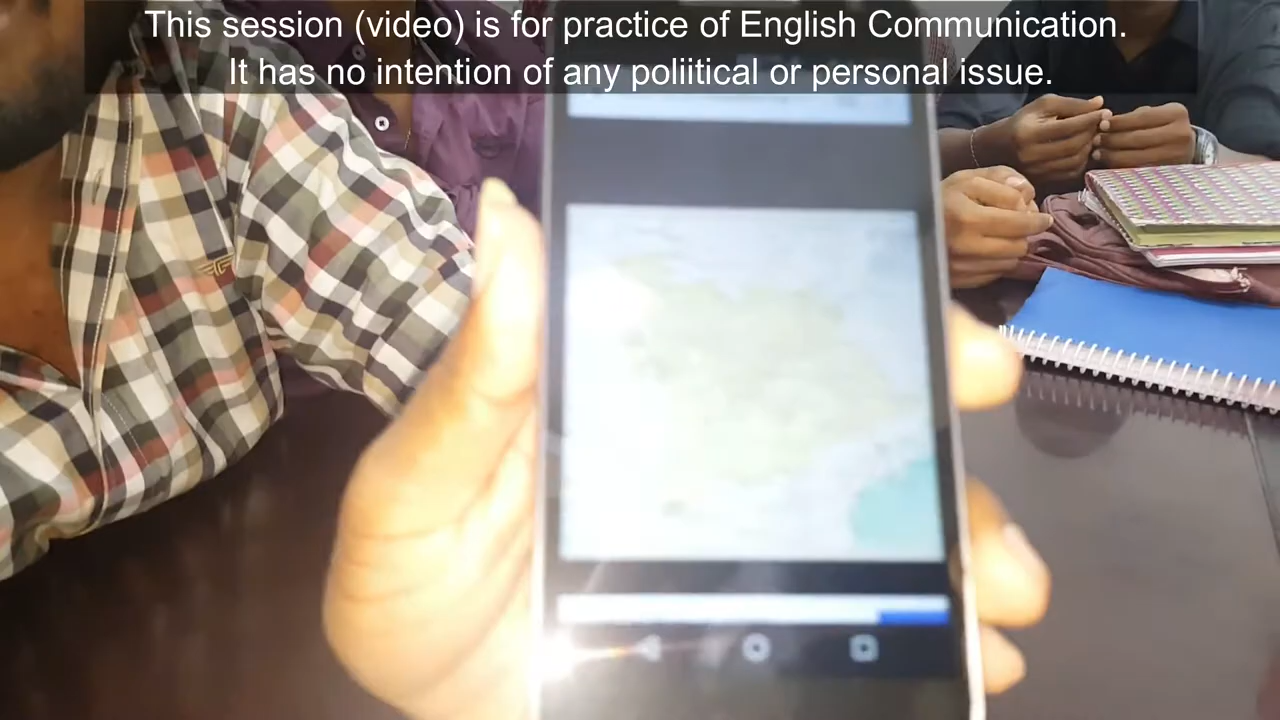 This session (video) is for practice of English Communication.
It has no intention of any poliitical or personal issue.